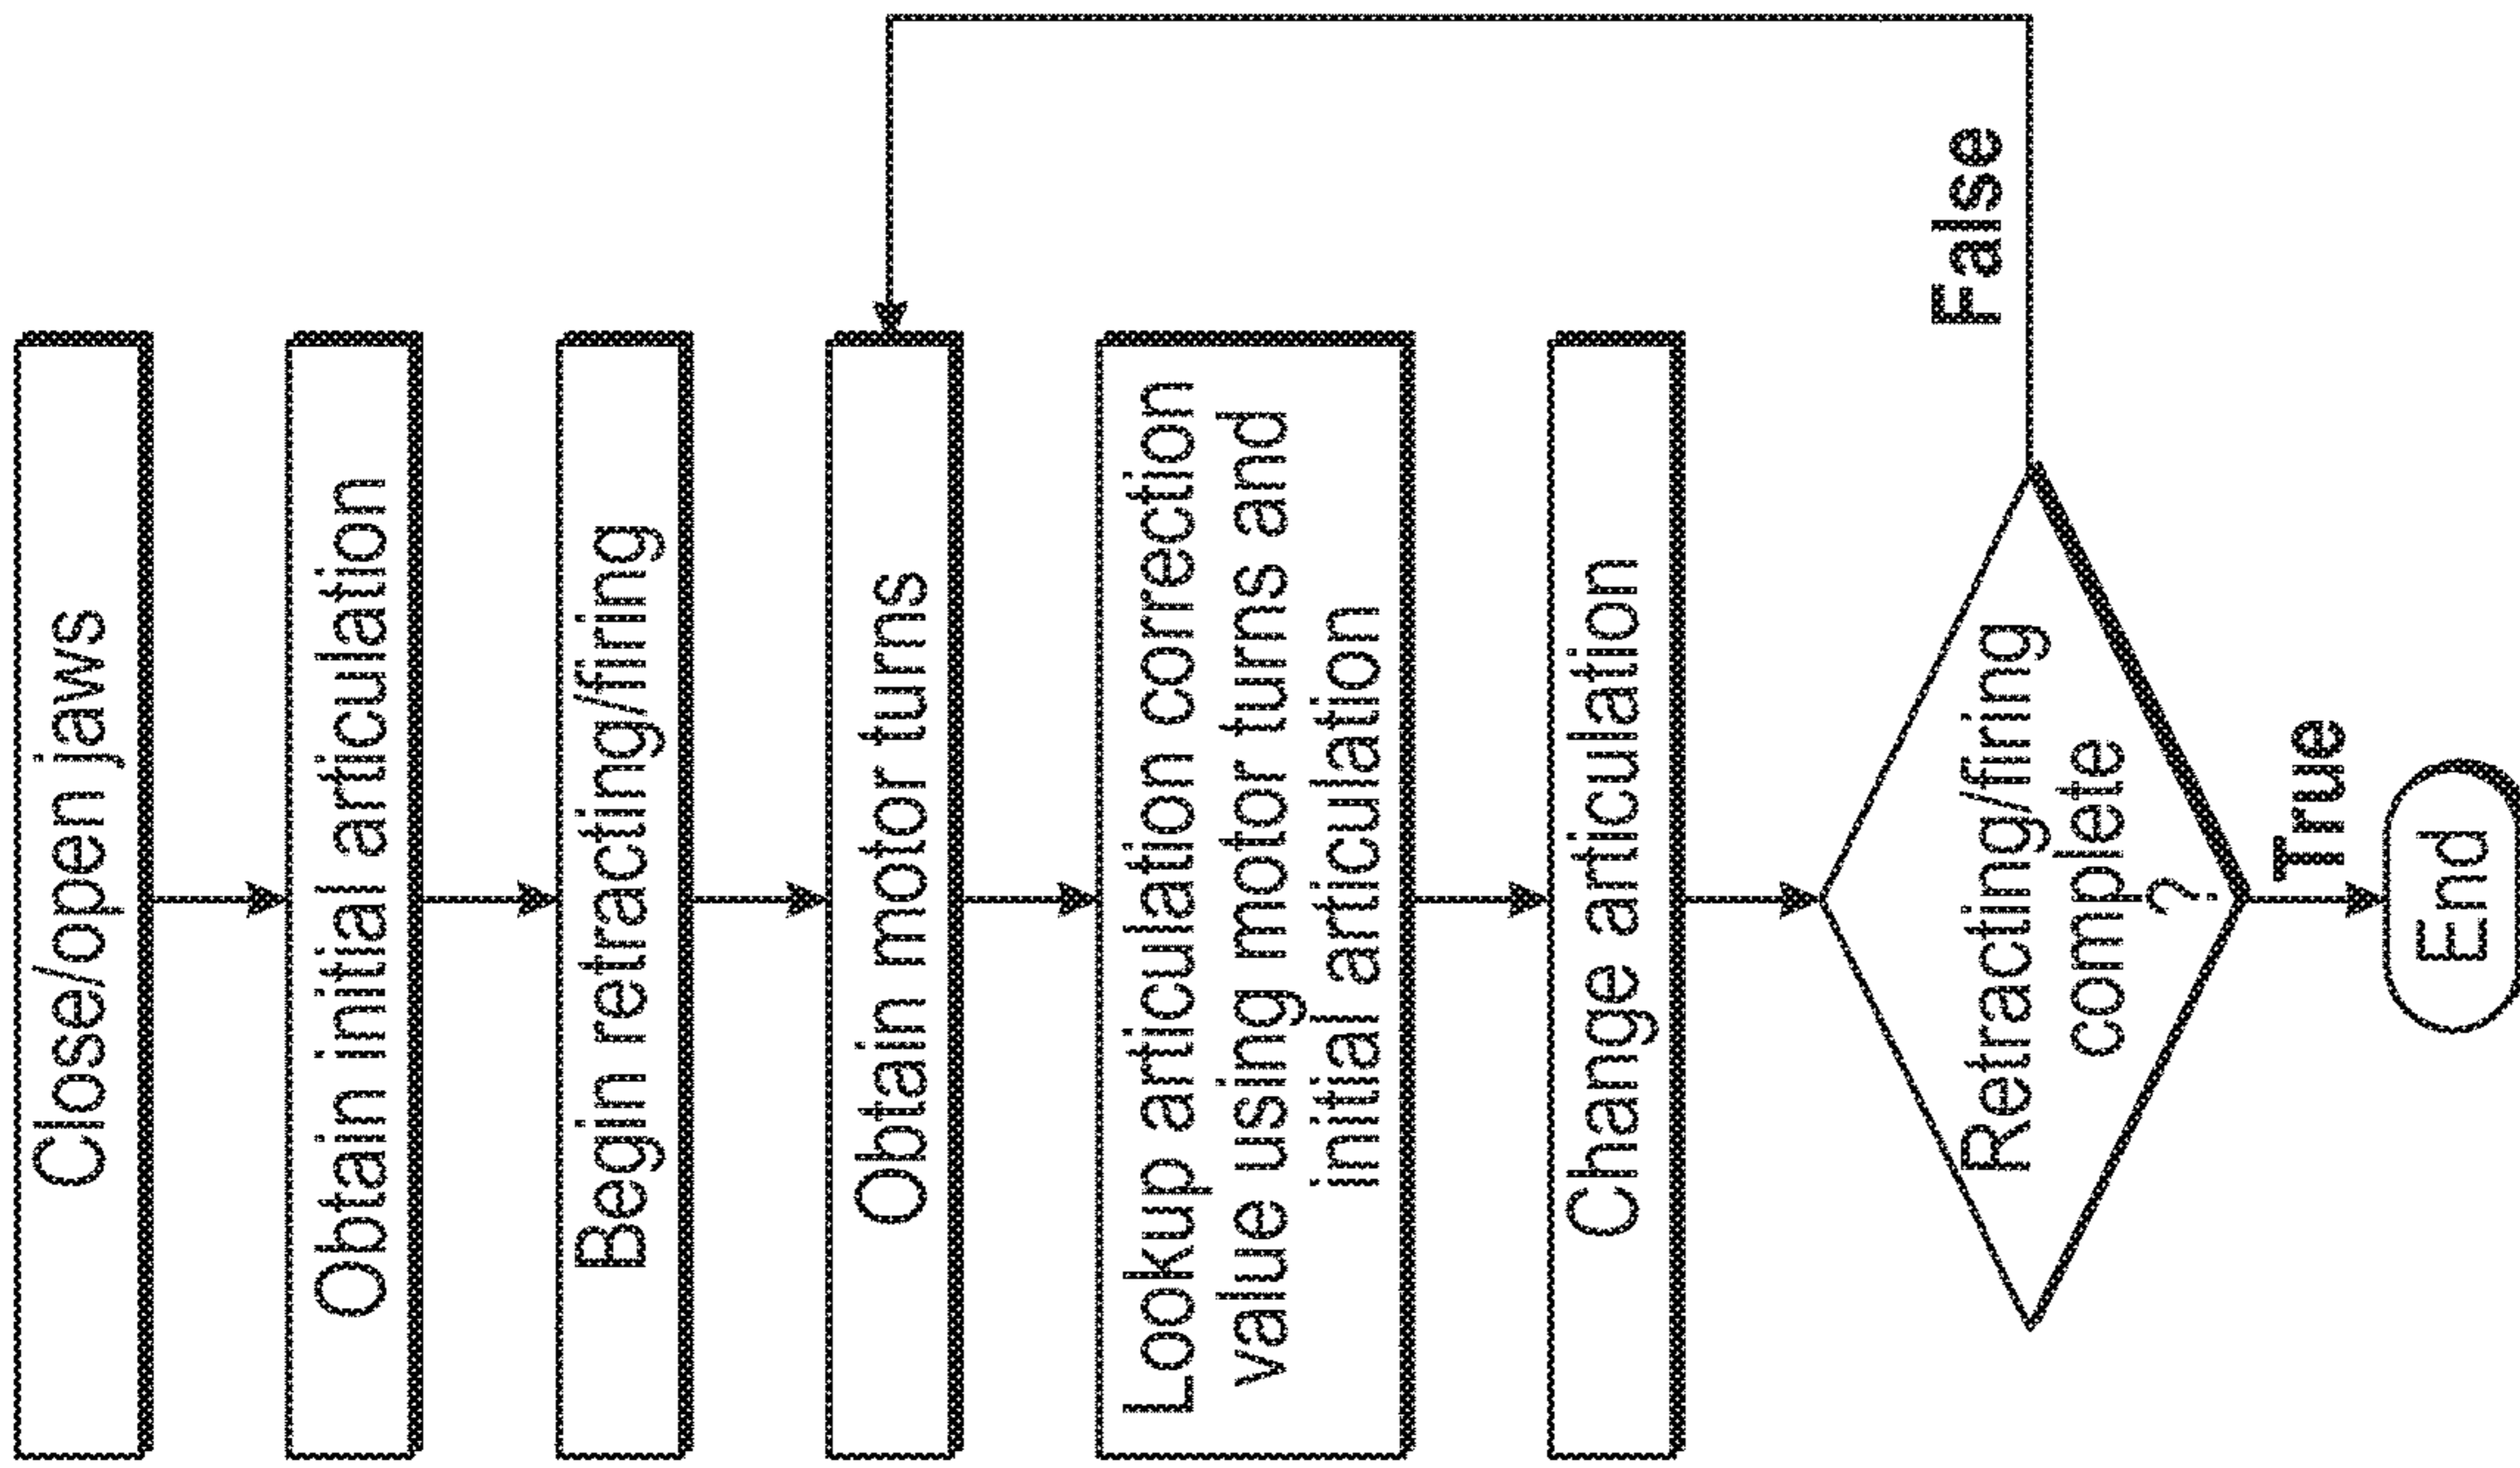 Close/open jaws
Obtain initial articulation
Begin retracting/firing
Obtain motor turns
Lookup articulation correction
value using motor turns and
initial articulation
Change articulation
Retracting/firing
complete
?
False
True
End